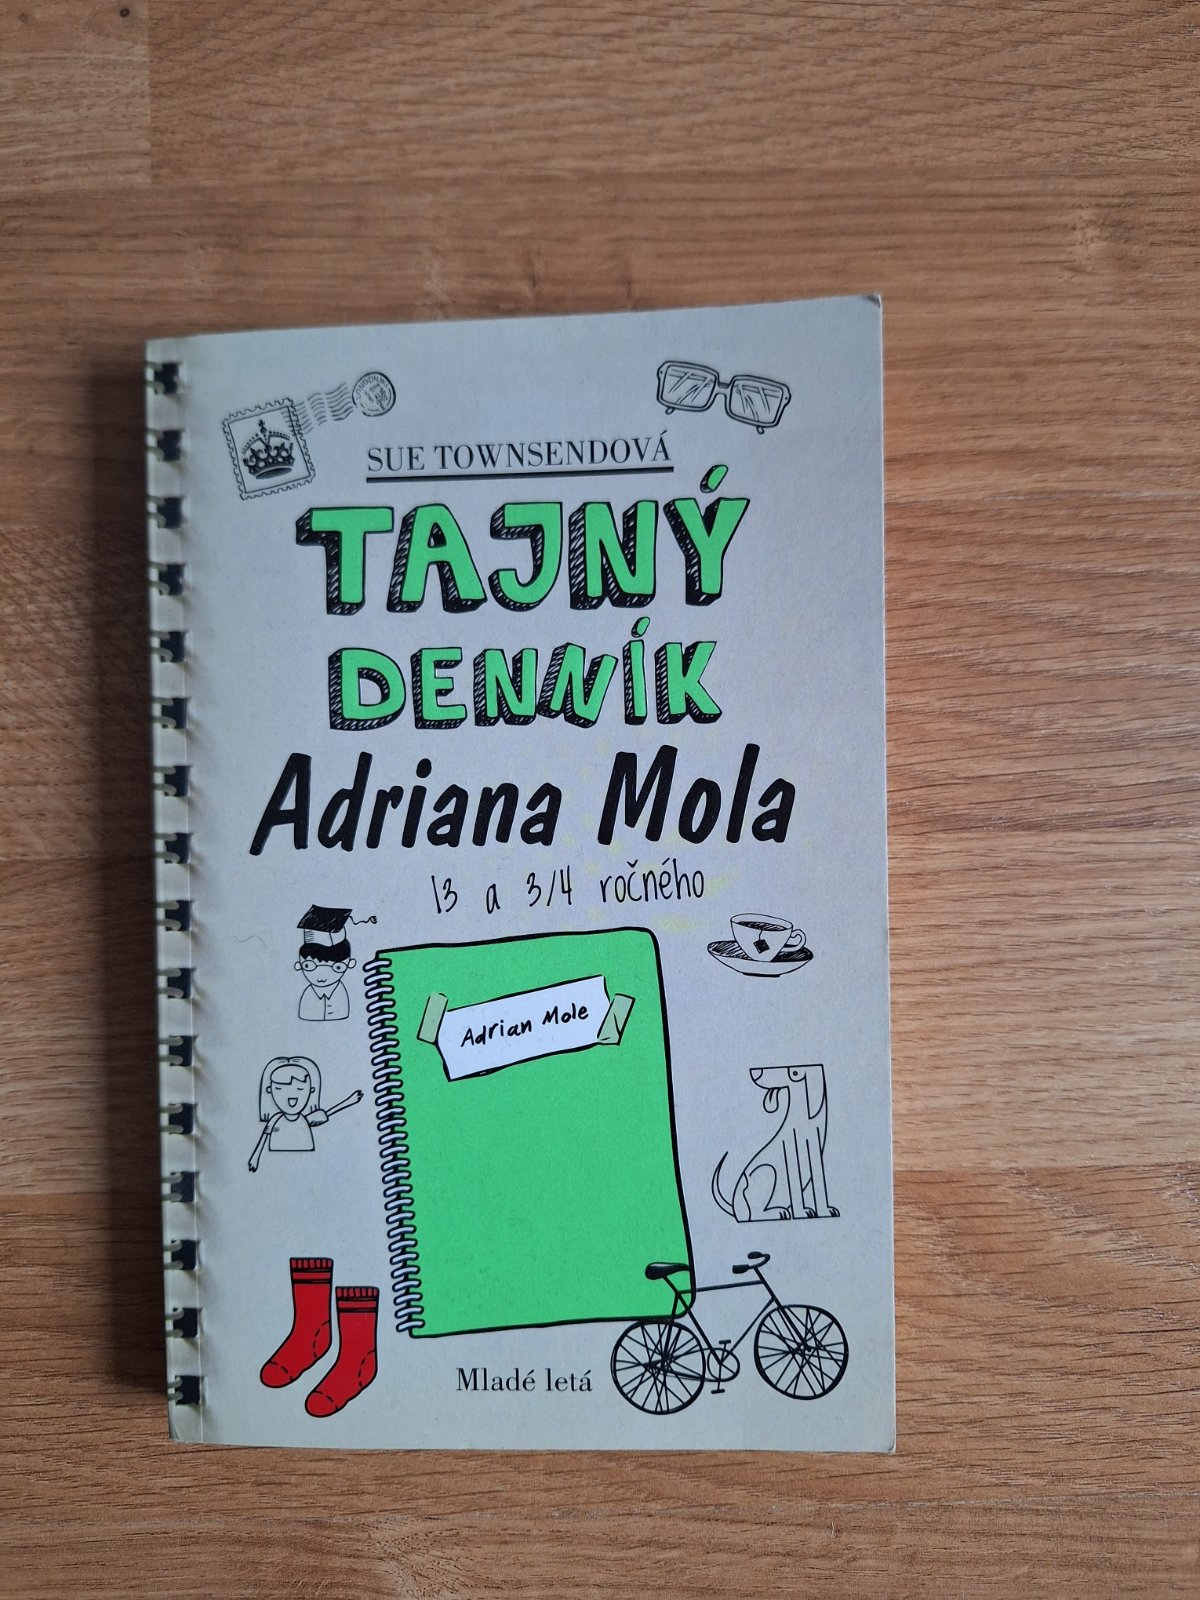 SUE TOWNSENDOVÁ
TAJNÝ
DENNÍK
Adriana Mola
13 a 3/4 ročného
Adrian Mole
Mladé letá